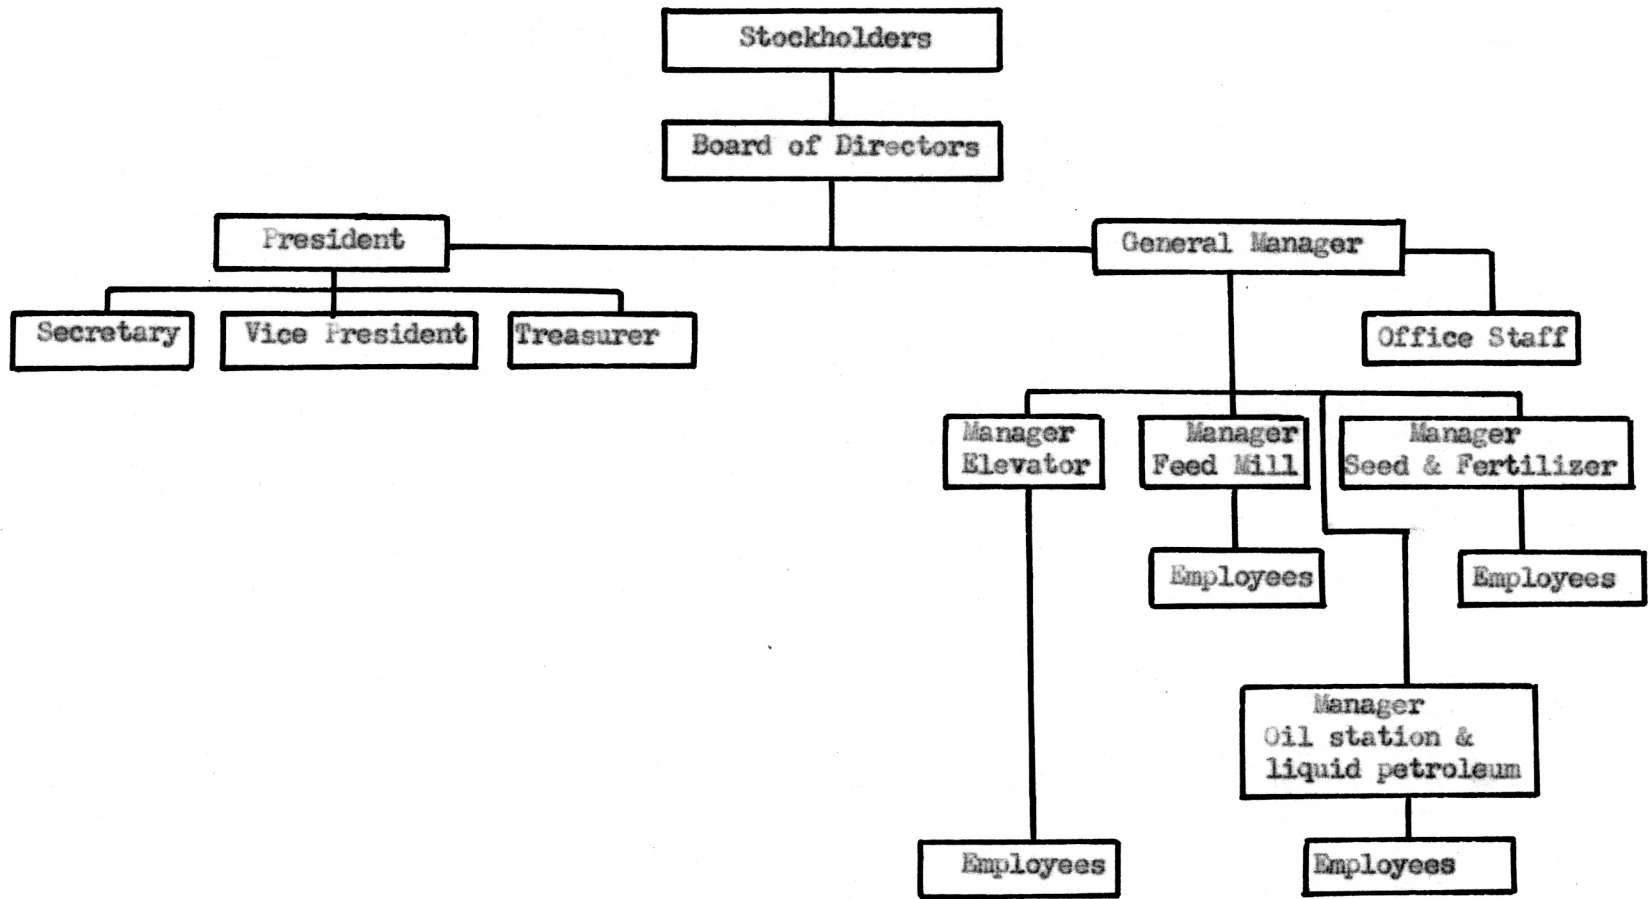 Stockholders
Board of Directors
President
General Manager
Secretary
Vice President
Treasurer
Office Staff
Manager
Elevator
Manager
Feed Mill
Manager
Seed & Fertilizer
Employees
Employees
Manager
Oil station &
liquid petroleum
Employees
Employees